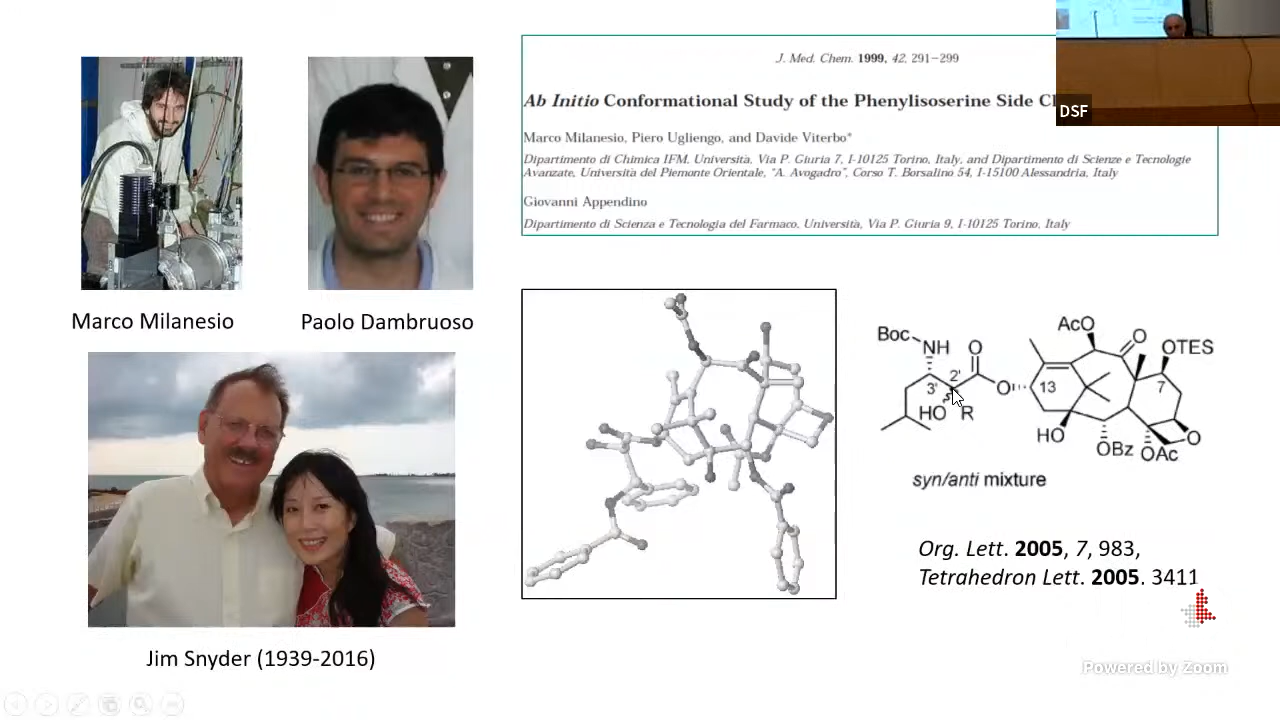 J. Med. Chem. 1999, 42, 291−299
Ab Initio Conformational Study of the Phenylisoserine Side
Marco Milanesio, Piero Ugliengo, and Davide Viterbo*
Dipartimento di Chimica IFM, Università, Via P. Giuria 7, I-10125 Torino, Italy, and Dipartimento di Scienze e Tecnologie
Avanzate, Università del Piemonte Orientale, "A. Avogadro", Corso T. Borsalino 54, I-15100 Alessandria, Italy
Giovanni Appendino
Dipartimento di Scienza e Tecnologia del Farmaco, Università, Via P. Giuria 9, I-10125 Torino, Italy
DSF
Marco Milanesio
Paolo Dambruoso
Jim Snyder (1939-2016)
AcO
O
OTES
Boc
NH
O
2'
3'
O
13
7
HO
R
HO
OBz
OAc
O
syn/anti mixture
Org. Lett. 2005, 7, 983,
Tetrahedron Lett. 2005. 3411
Powered by Zoom